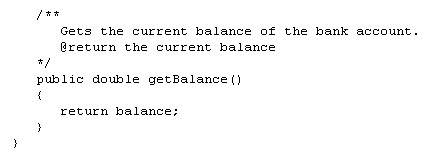 /**
Gets the current balance of the bank account.
@return the current balance
*/
public double getBalance()
{
return balance;
}
}